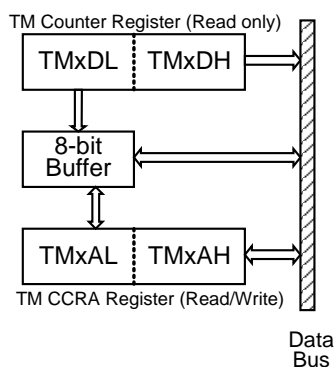 TM Counter Register (Read only)
TMxDL TMxDH
8-bit
Buffer
TMxAL TMxAH
TM CCRA Register (Read/Write)
Data
Bus